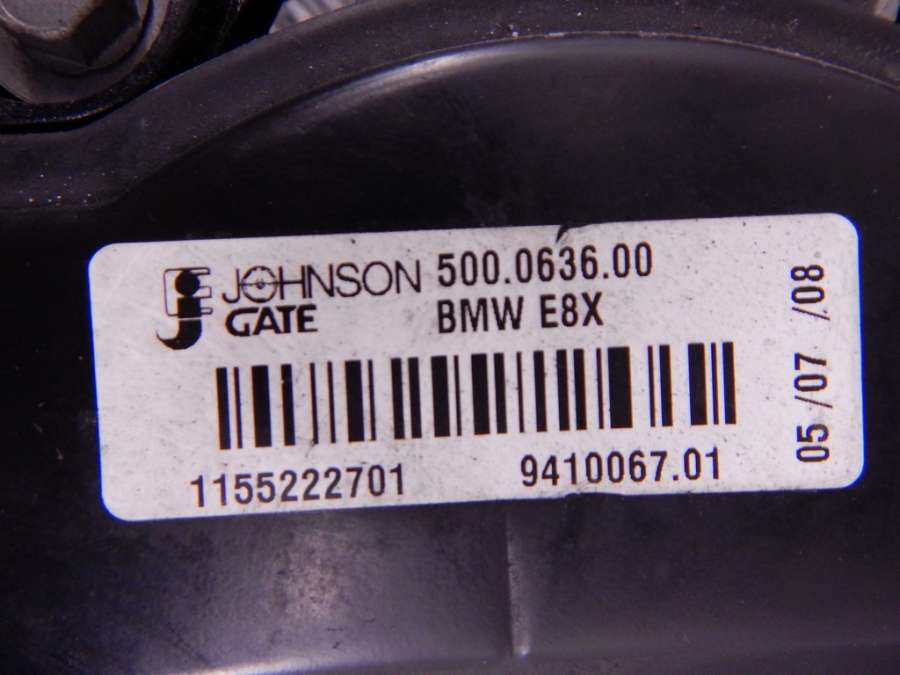 JOHNSON 500.0636.00
GATE BMW E8X
1155222701 9410067.01
05 /07 /08